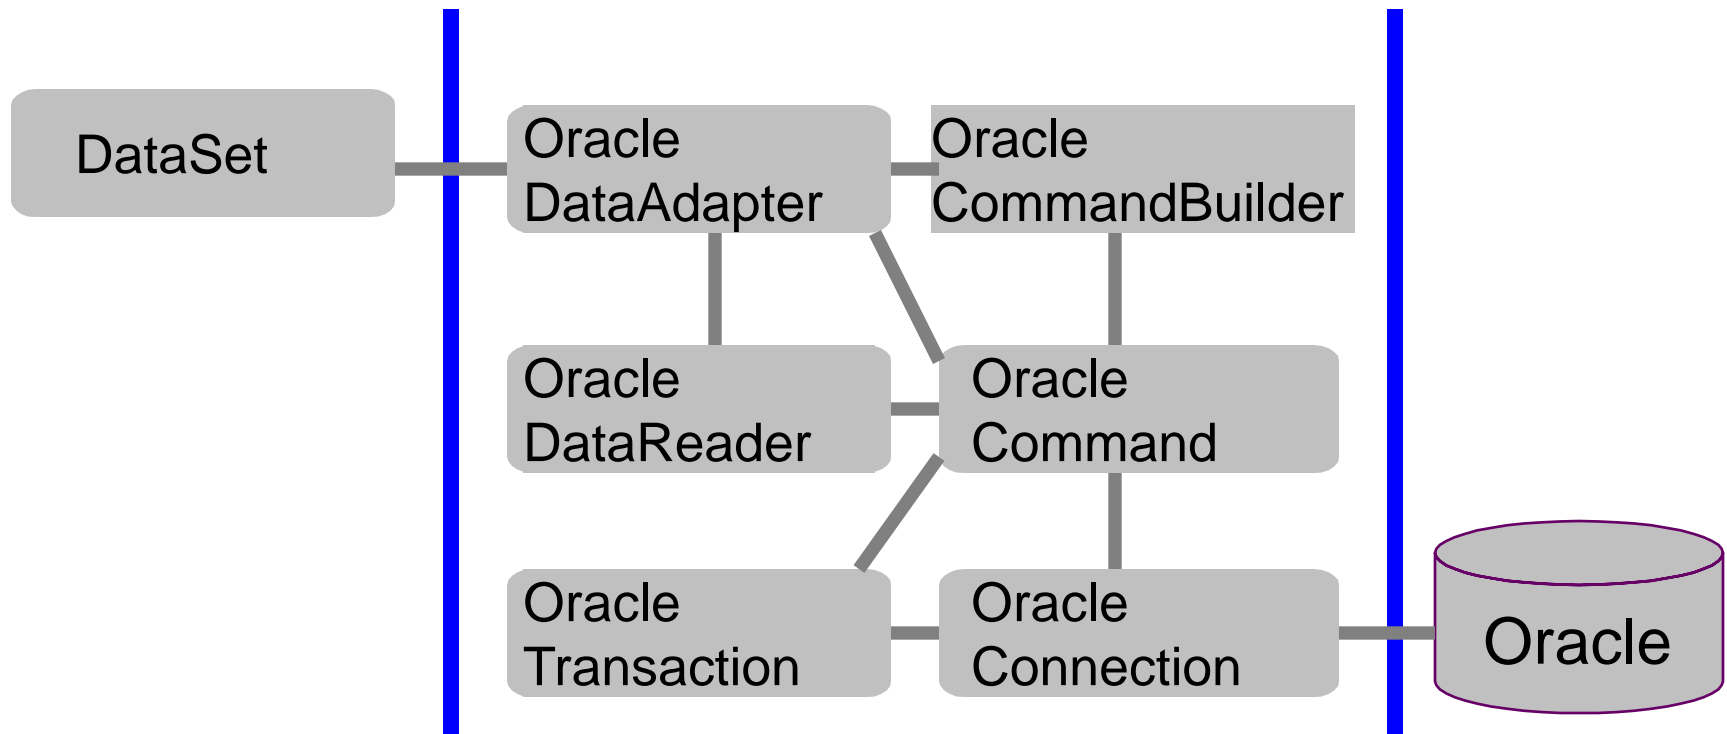 DataSet
Oracle
DataAdapter
Oracle
CommandBuilder
Oracle
DataReader
Oracle
Command
Oracle
Transaction
Oracle
Connection
Oracle